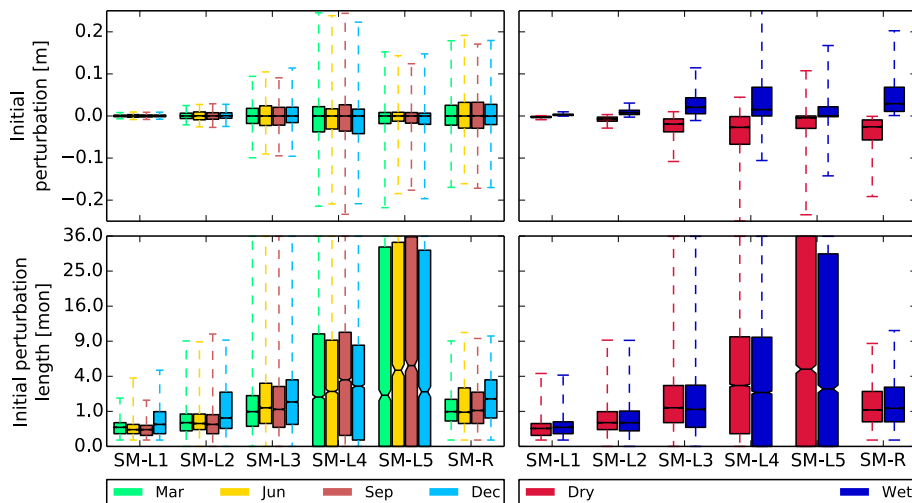 Initial
perturbation [m]
0.2
0.1
0.0
−0.1
−0.2
Initial perturbation
length [mon]
36.0
25.0
16.0
9.0
4.0
1.0
0.0
SM-L1 SM-L2 SM-L3 SM-L4 SM-L5 SM-R
SM-L1 SM-L2 SM-L3 SM-L4 SM-L5 SM-R
Mar Jun Sep Dec
Dry Wet